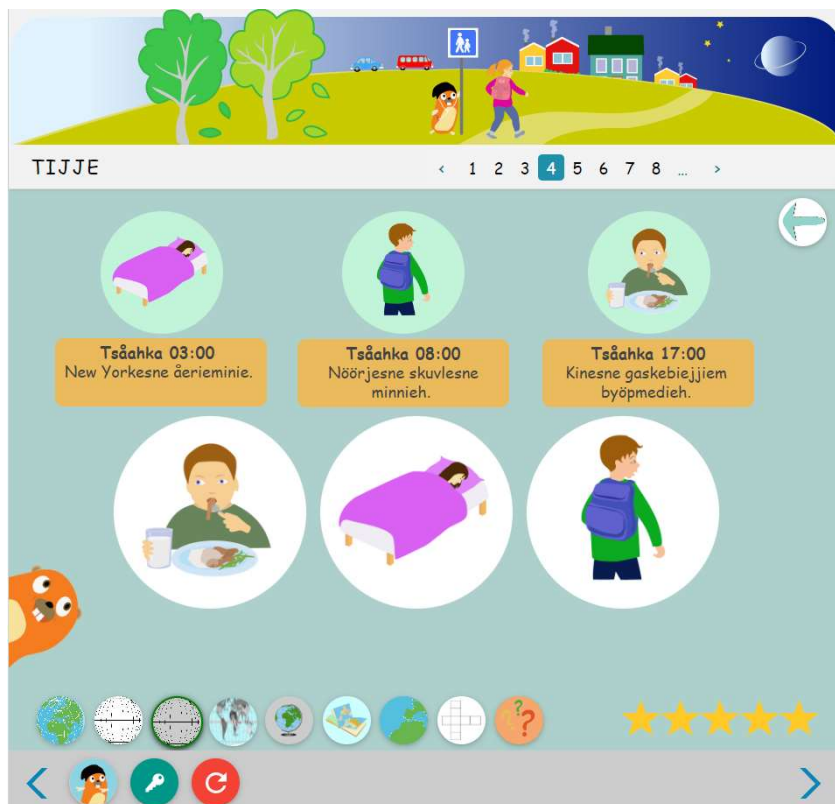 TIJJE
‹ 1 2 3 4 5 6 7 8 ... ›
Tsåahka 03:00
New Yorkesne åerieminie.
Tsåahka 08:00
Nöörjesne skuvlesne
minnieh.
Tsåahka 17:00
Kinesne gaskebiejjiem
byöpmedieh.
???